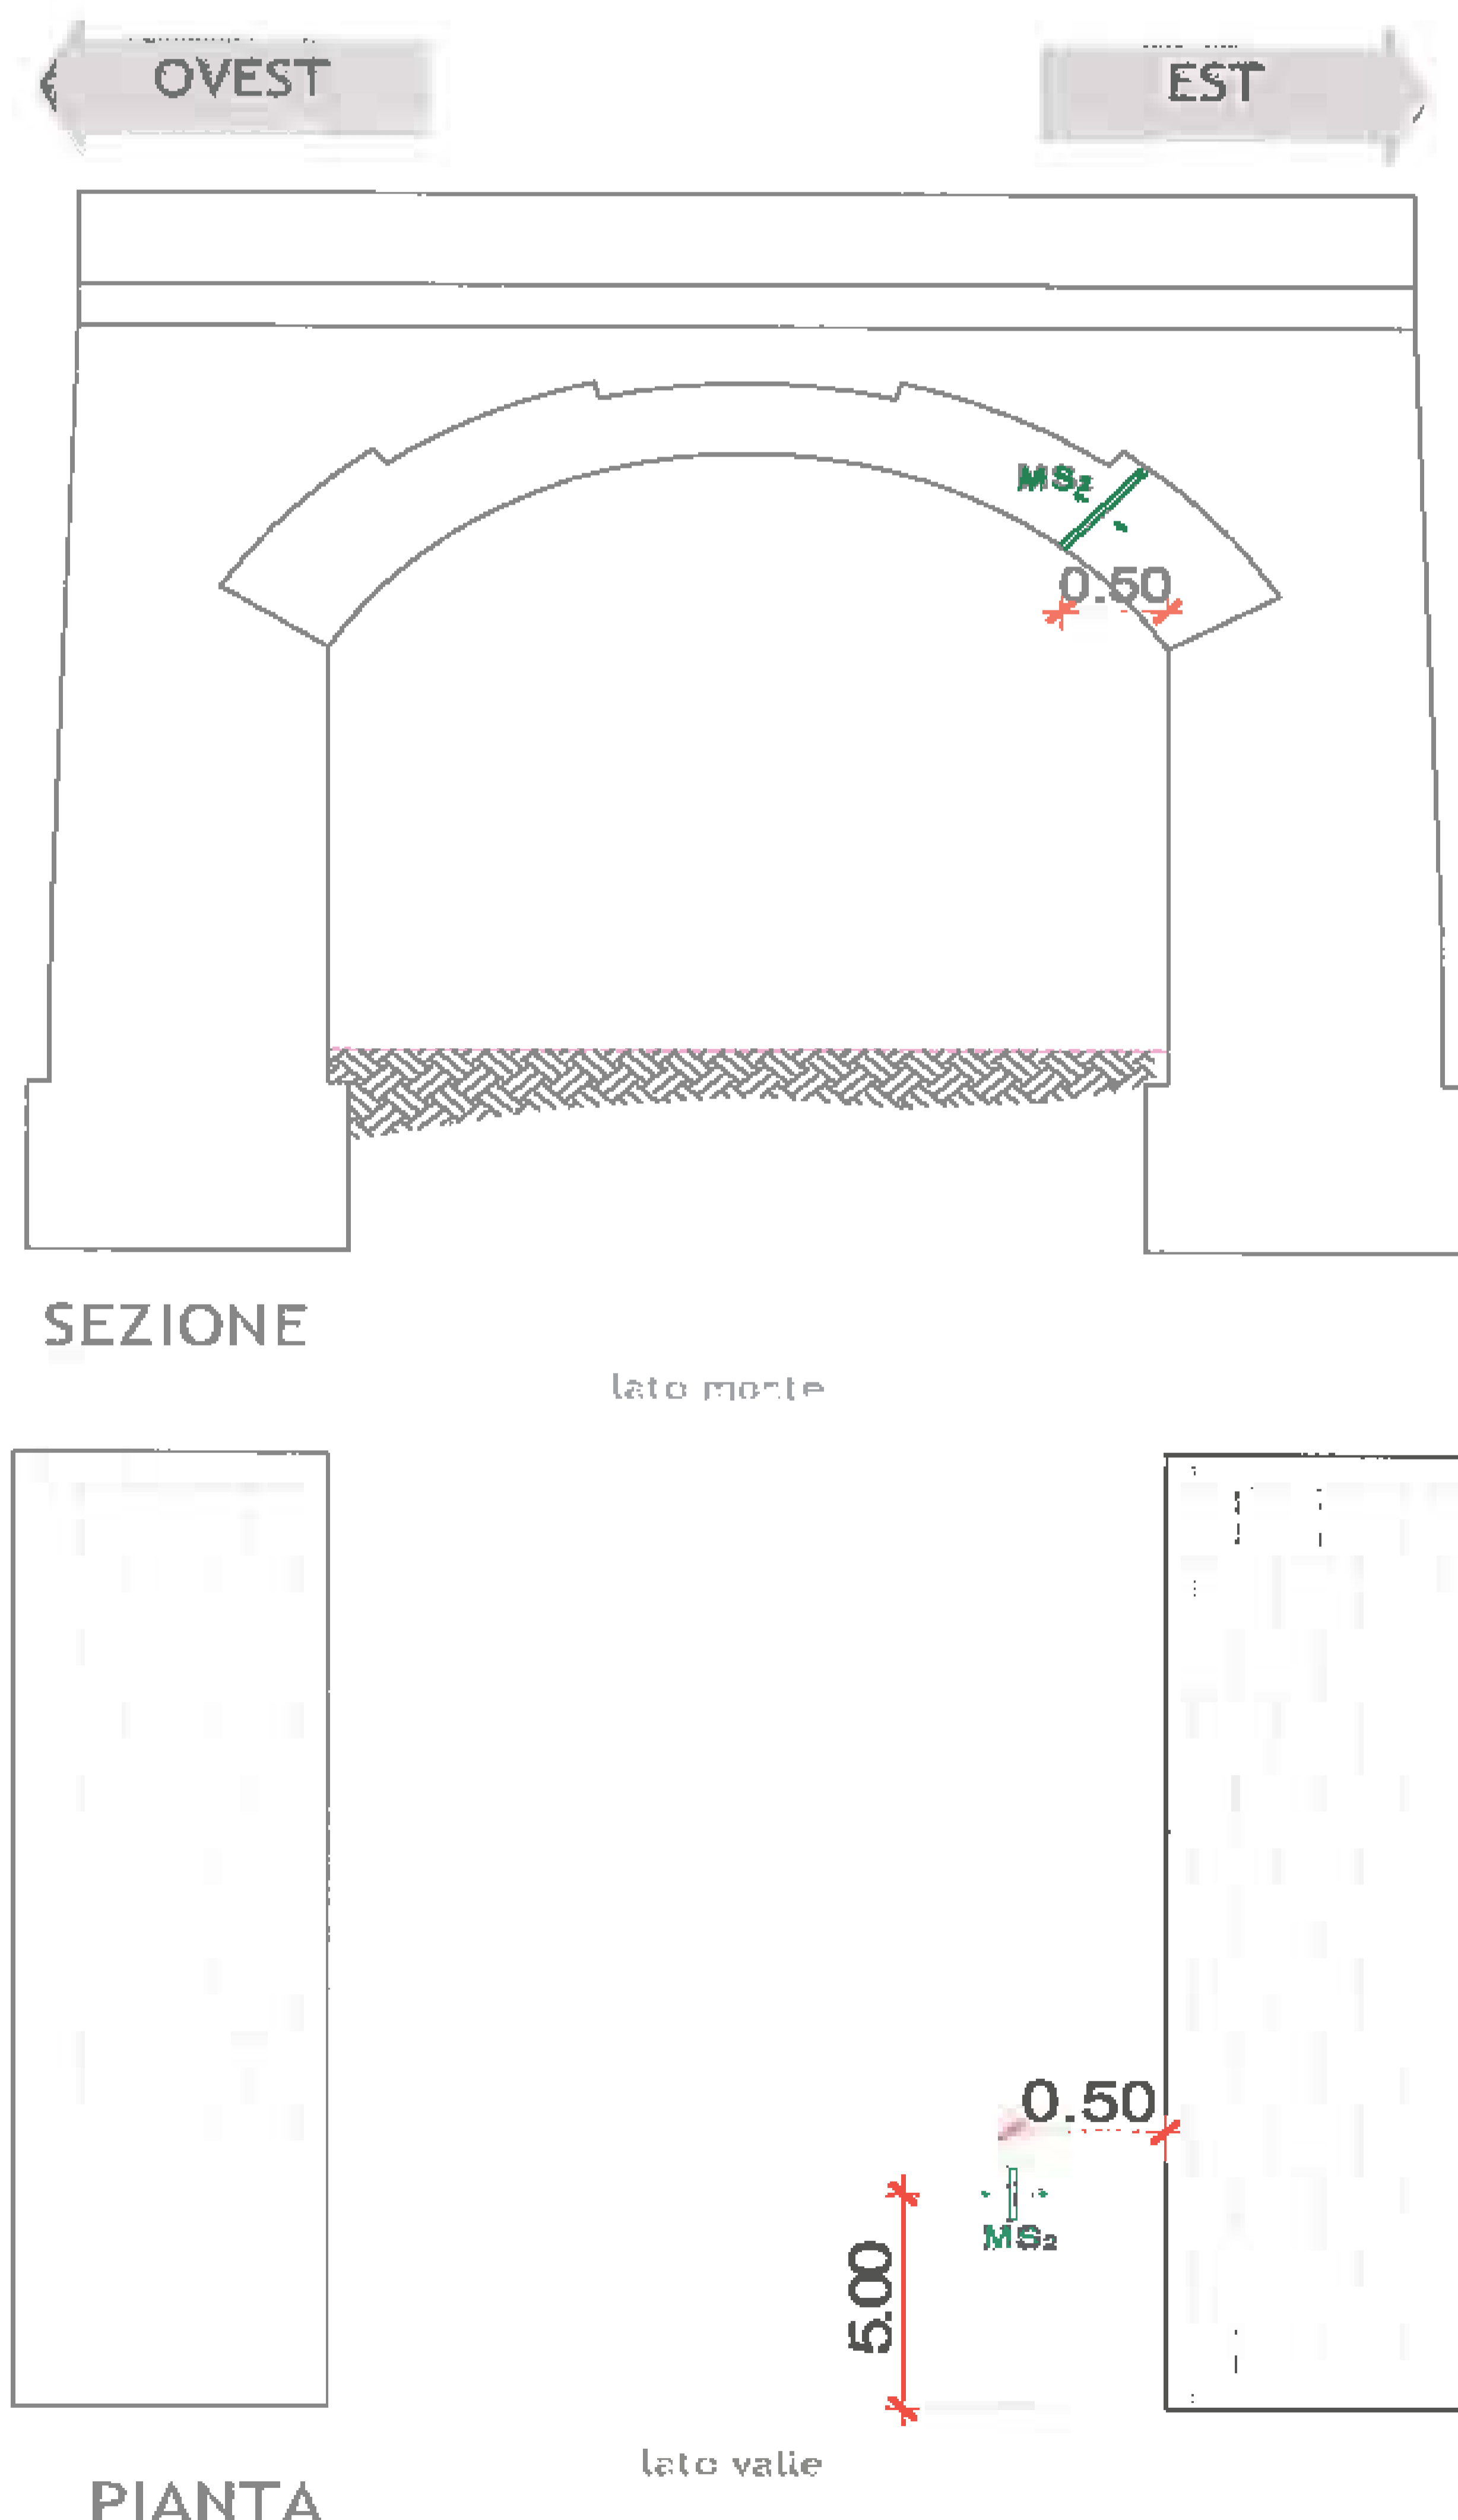 OVEST
EST
MS₂
0.50
SEZIONE
lato monte
0.50
MS₂
5.00
lato valle
PIANTA